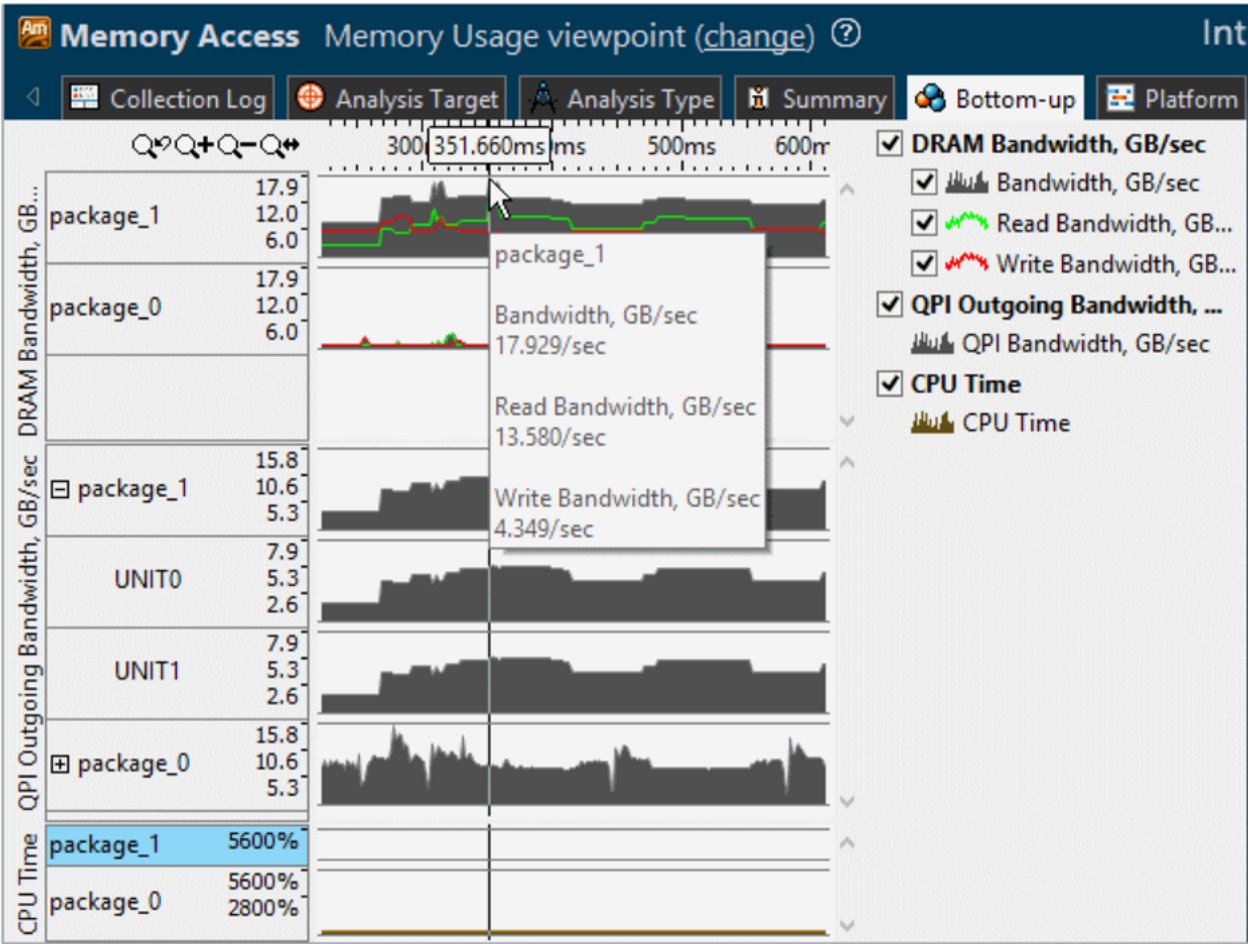 Am Memory Access Memory Usage viewpoint (change) ? Int
Collection Log Analysis Target Analysis Type Summary Bottom-up Platform
300 351.660ms ms 500ms 600m
DRAM Bandwidth, GB...
package_1
17.9
12.0
6.0
package_0
17.9
12.0
6.0
package_1
Bandwidth, GB/sec
17.929/sec
Read Bandwidth, GB/sec
13.580/sec
Write Bandwidth, GB/sec
4.349/sec
QPI Outgoing Bandwidth, GB/sec
package_1
15.8
10.6
5.3
UNIT0
7.9
5.3
2.6
UNIT1
7.9
5.3
2.6
package_0
15.8
10.6
5.3
CPU Time
package_1 5600%
package_0
5600%
2800%
DRAM Bandwidth, GB/sec
Bandwidth, GB/sec
Read Bandwidth, GB...
Write Bandwidth, GB...
QPI Outgoing Bandwidth, ...
QPI Bandwidth, GB/sec
CPU Time
CPU Time